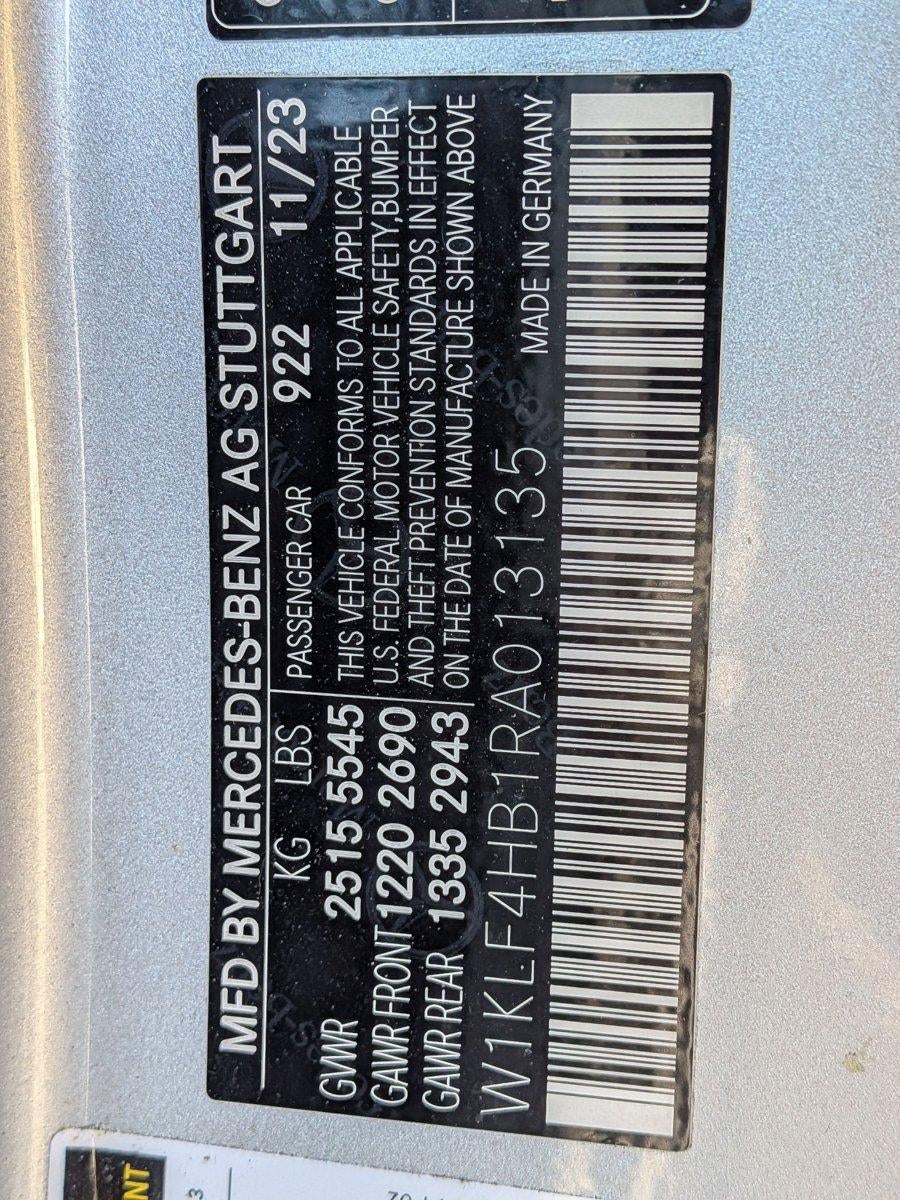 MFD BY MERCEDES-BENZ AG STUTTGART
KG LBS PASSENGER CAR 922 11/23
GVWR 2515 5545 THIS VEHICLE CONFORMS TO ALL APPLICABLE
GAWR FRONT 1220 2690 U.S. FEDERAL MOTOR VEHICLE SAFETY, BUMPER
GAWR REAR 1335 2943 AND THEFT PREVENTION STANDARDS IN EFFECT
ON THE DATE OF MANUFACTURE SHOWN ABOVE
W1KLF4HB1RA013135 MADE IN GERMANY